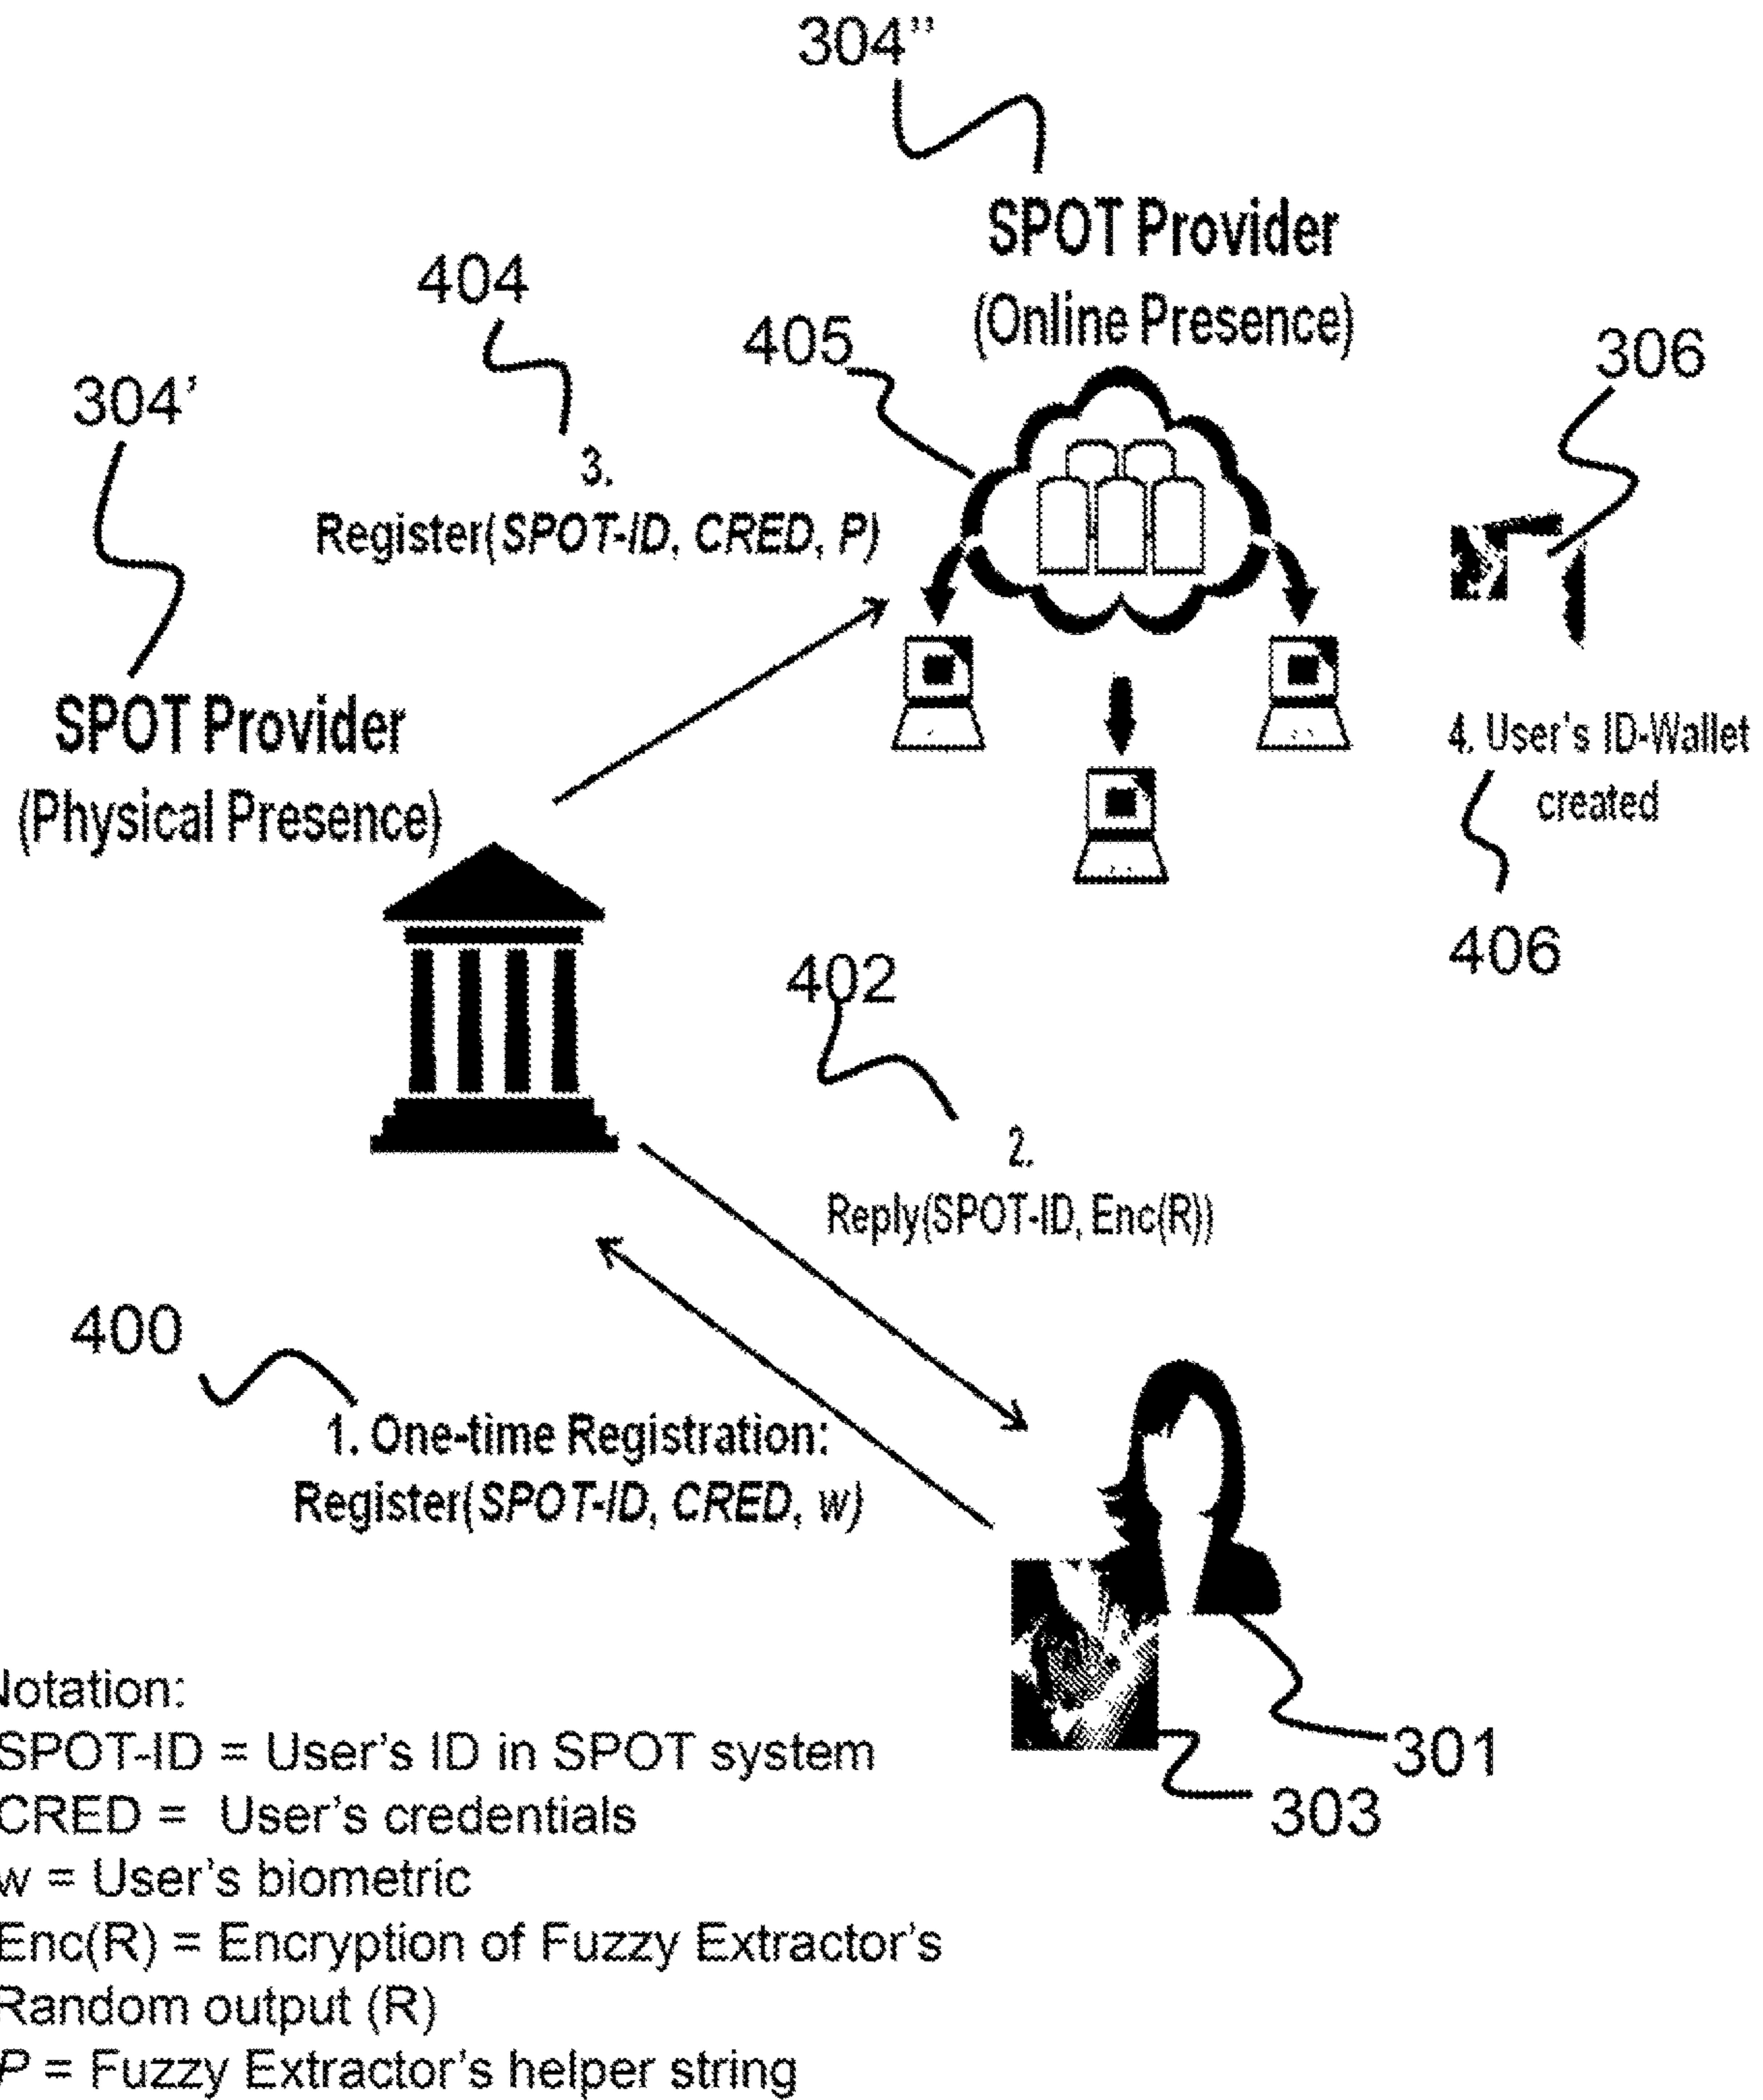 304"
SPOT Provider
(Online Presence)
404
405
306
304'
3.
Register(SPOT-ID, CRED, P)
SPOT Provider
(Physical Presence)
4. User's ID-Wallet
created
406
402
2.
Reply(SPOT-ID, Enc(R))
400
1. One-time Registration:
Register(SPOT-ID, CRED, w)
301
303
Notation:
SPOT-ID = User's ID in SPOT system
CRED = User's credentials
w = User's biometric
Enc(R) = Encryption of Fuzzy Extractor's
Random output (R)
P = Fuzzy Extractor's helper string